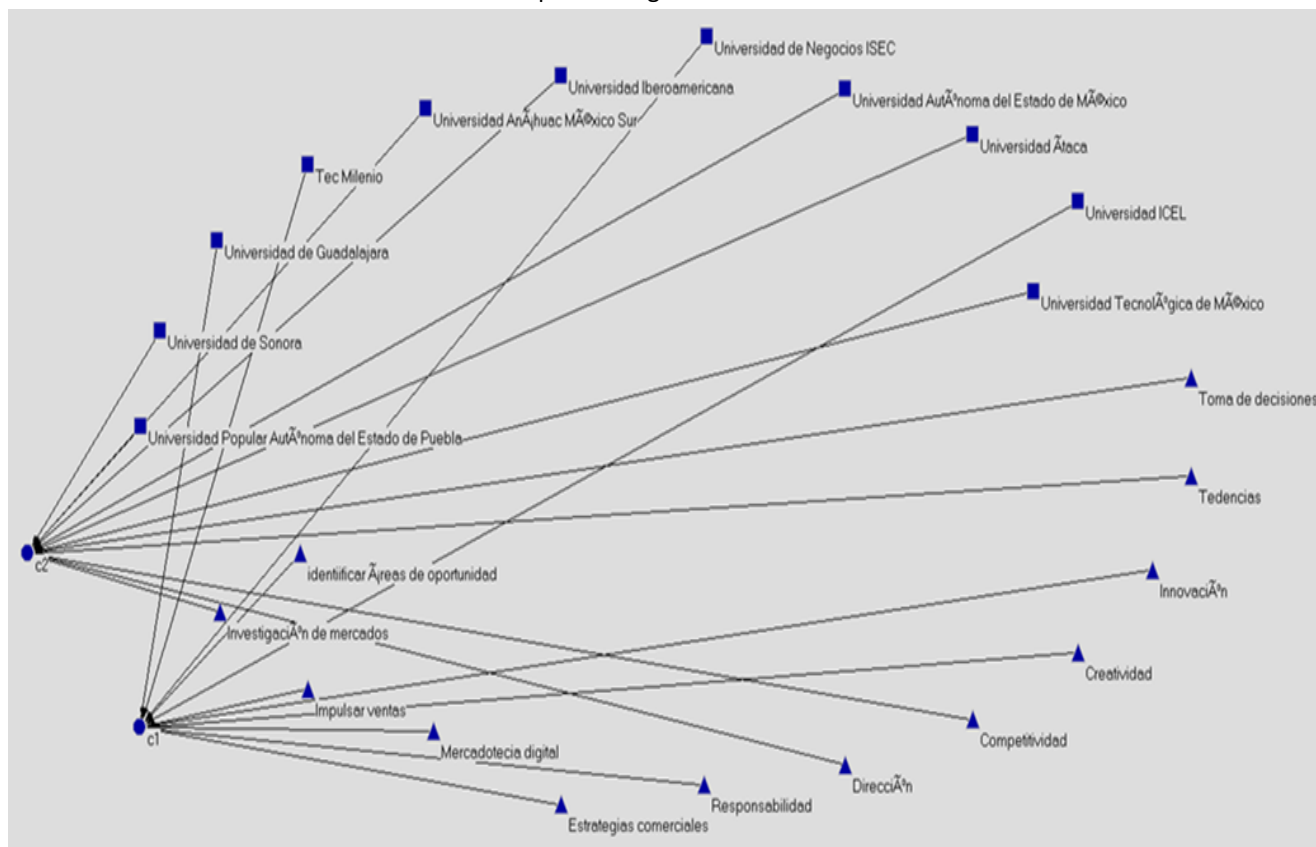 Universidad de Negocios ISEC
Universidad Iberoamericana
Universidad AutÃ³noma del Estado de MÃ©xico
Universidad AnÃ¡huac MÃ©xico Sur
Universidad Ãtaca
Tec Milenio
Universidad ICEL
Universidad de Guadalajara
Universidad TecnolÃ³gica de MÃ©xico
Universidad de Sonora
Toma de decisiones
Universidad Popular AutÃ³noma del Estado de Puebla
Tedencias
c2
identiificar Ã¡reas de oportunidad
InnovaciÃ³n
InvestigaciÃ³n de mercados
Creatividad
Impulsar ventas
c1
Competitividad
Mercadotecia digital
DirecciÃ³n
Responsabilidad
Estrategias comerciales